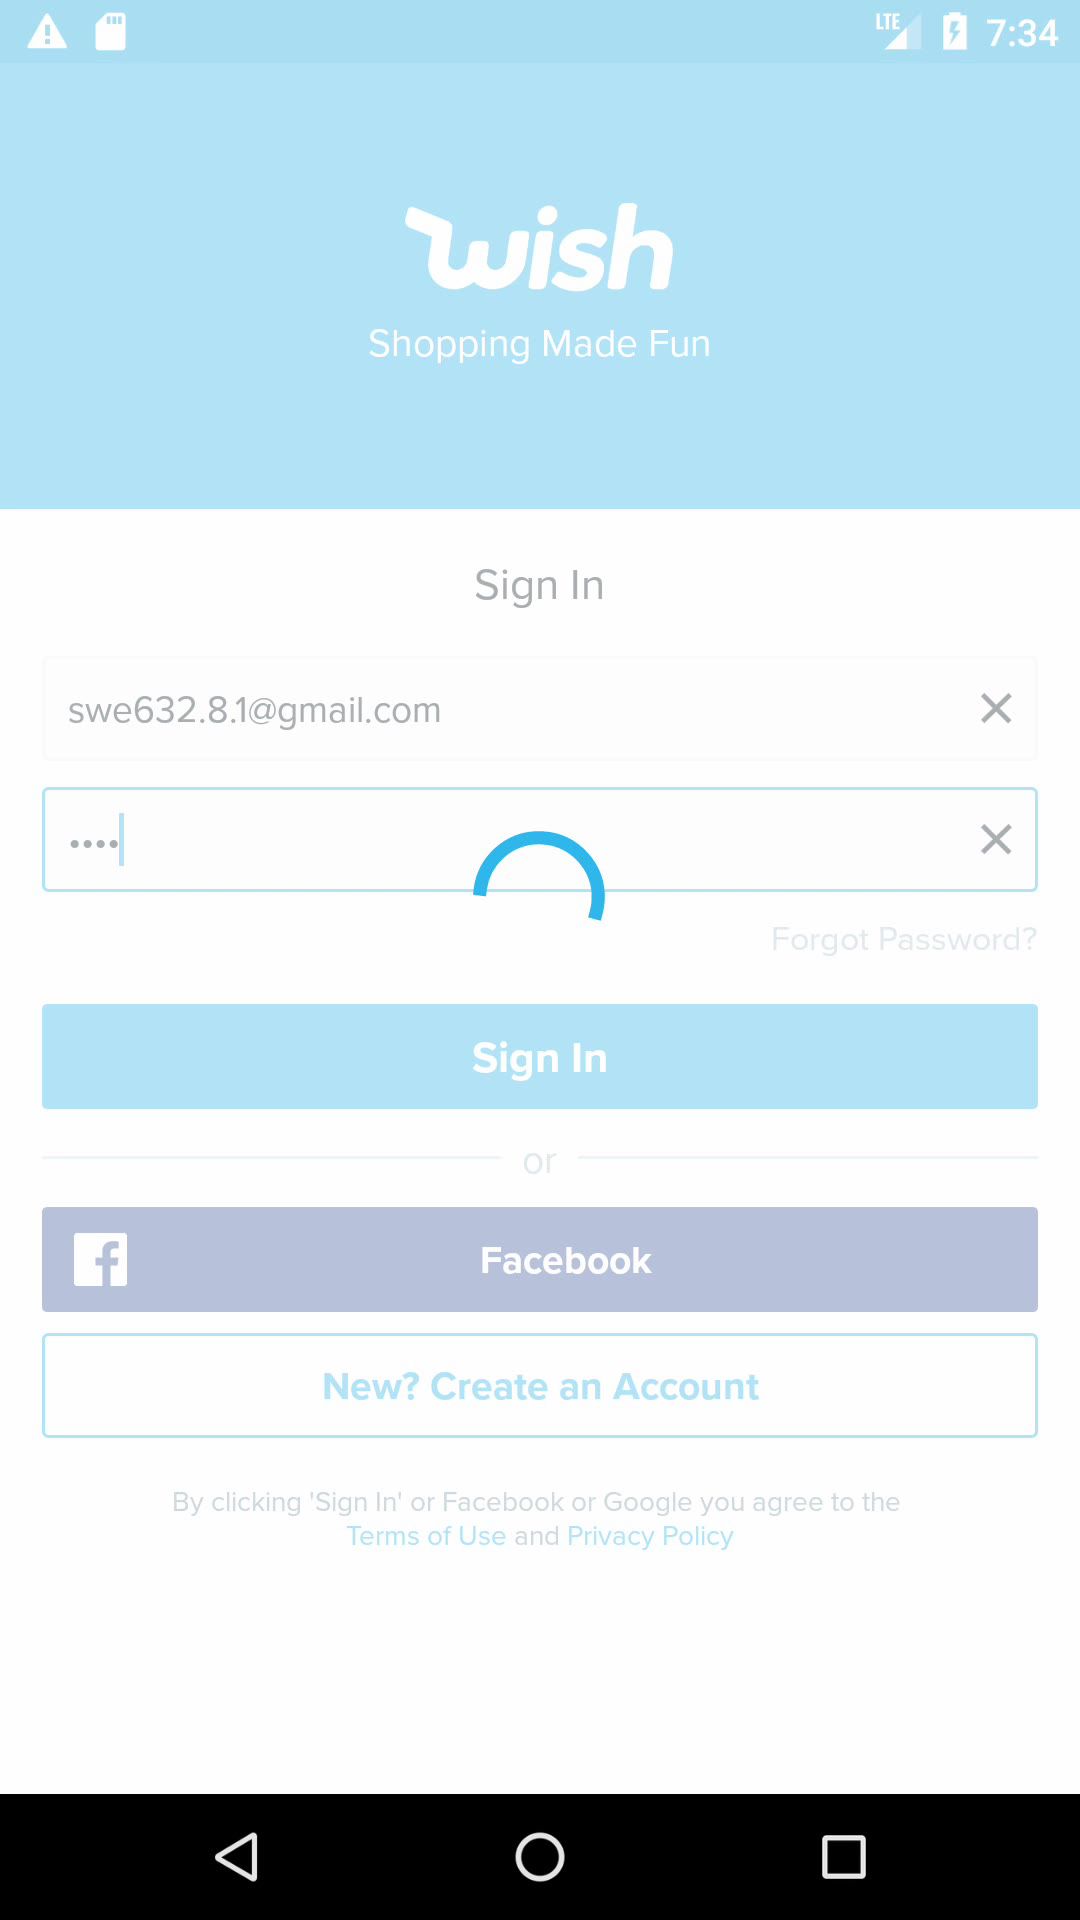 LTE 7:34
wish
Shopping Made Fun
Sign In
swe632.8.1@gmail.com
••••
Forgot Password?
Sign In
or
Facebook
New? Create an Account
By clicking 'Sign In' or Facebook or Google you agree to the
Terms of Use and Privacy Policy